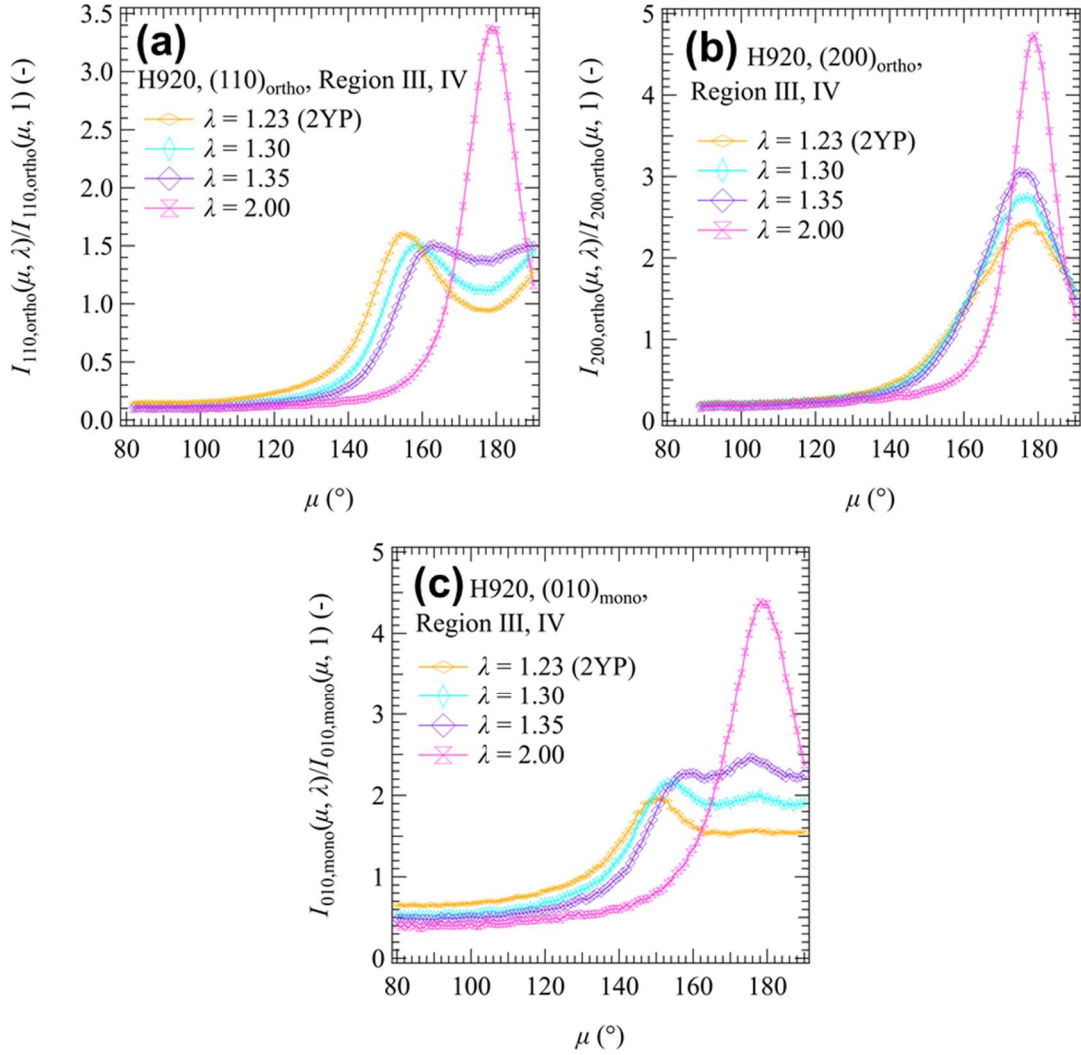 (a)
H920, (110)ortho, Region III, IV
λ = 1.23 (2YP)
λ = 1.30
λ = 1.35
λ = 2.00
I110,ortho(μ, λ)/I110,ortho(μ, 1) (-)
3.5
3.0
2.5
2.0
1.5
1.0
0.5
0.0
80 100 120 140 160 180
μ (°)
(b) H920, (200)ortho,
Region III, IV
λ = 1.23 (2YP)
λ = 1.30
λ = 1.35
λ = 2.00
I200,ortho(μ, λ)/I200,ortho(μ, 1) (-)
5
4
3
2
1
0
80 100 120 140 160 180
μ (°)
(c) H920, (010)mono,
Region III, IV
λ = 1.23 (2YP)
λ = 1.30
λ = 1.35
λ = 2.00
I010,mono(μ, λ)/I010,mono(μ, 1) (-)
5
4
3
2
1
0
80 100 120 140 160 180
μ (°)